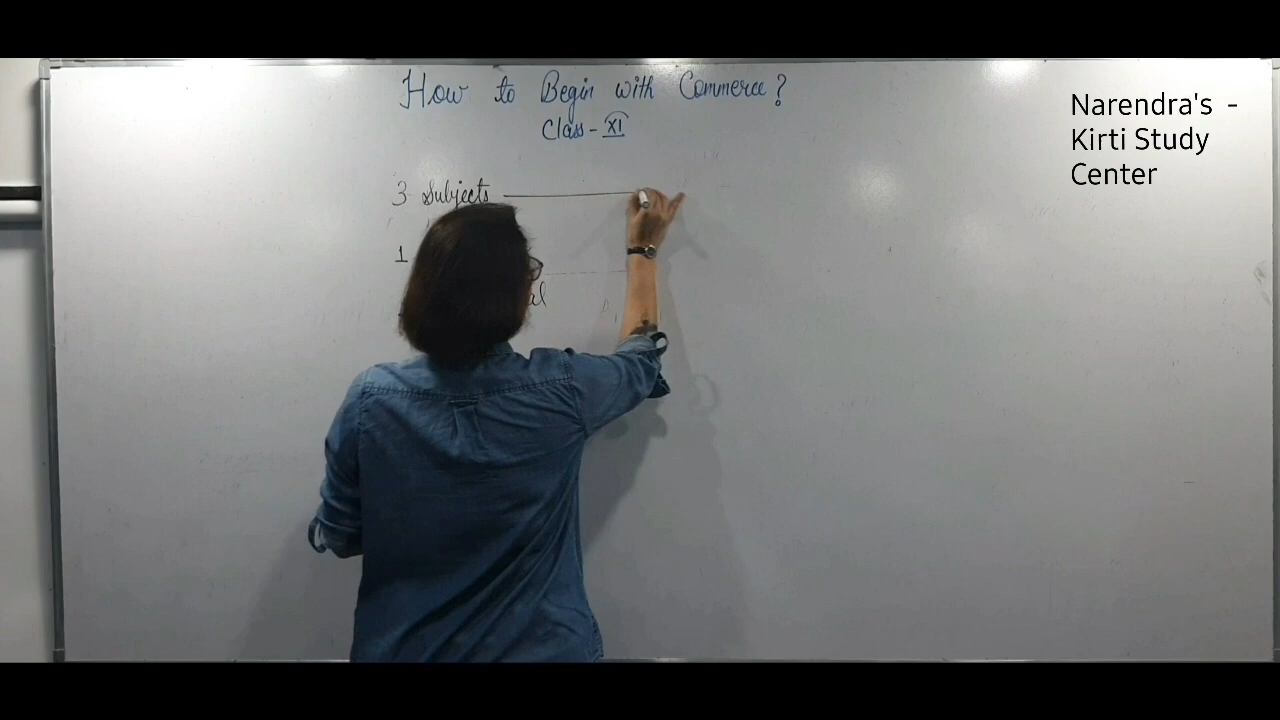 How to Begin with Commerce?
Class - XI
3 Subjects
1
Narendra's -
Kirti Study
Center